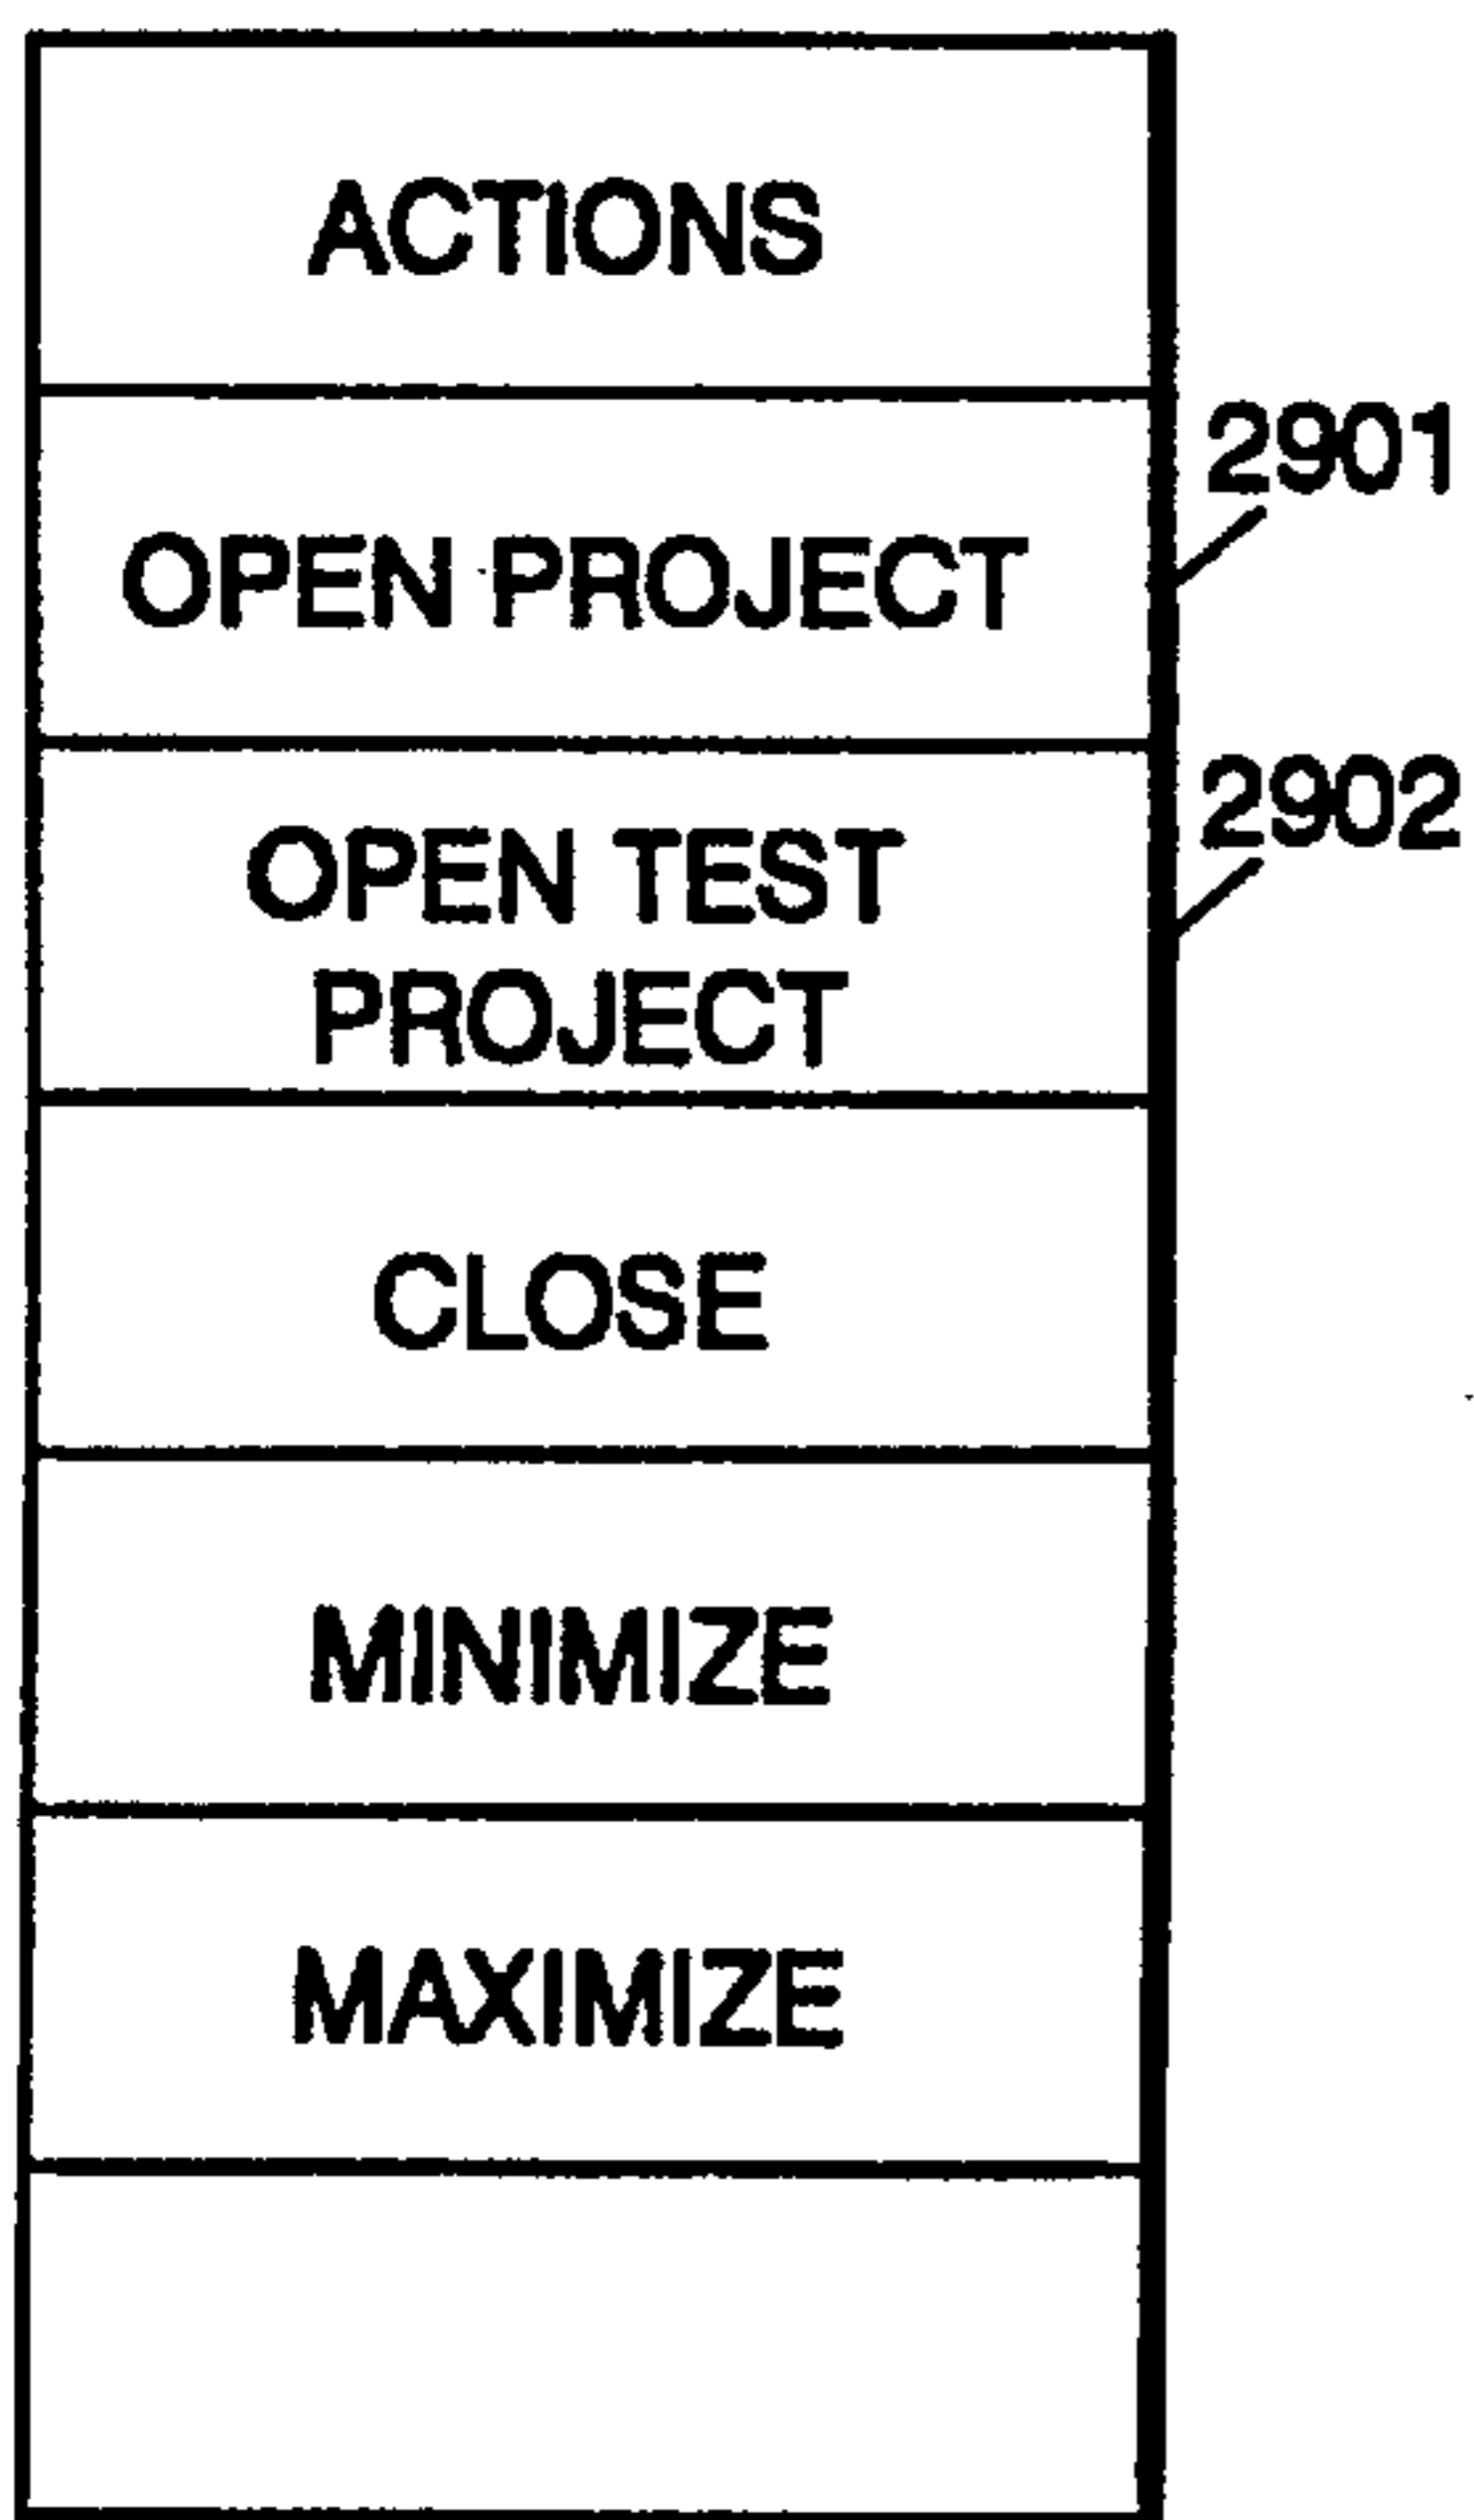 ACTIONS
2901
OPEN PROJECT
2902
OPEN TEST
PROJECT
CLOSE
MINIMIZE
MAXIMIZE